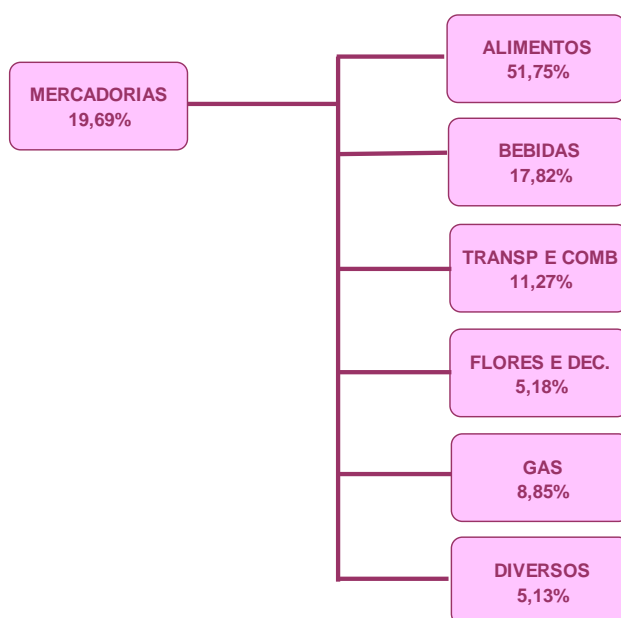 MERCADORIAS
19,69%
ALIMENTOS
51,75%
BEBIDAS
17,82%
TRANSP E COMB
11,27%
FLORES E DEC.
5,18%
GAS
8,85%
DIVERSOS
5,13%